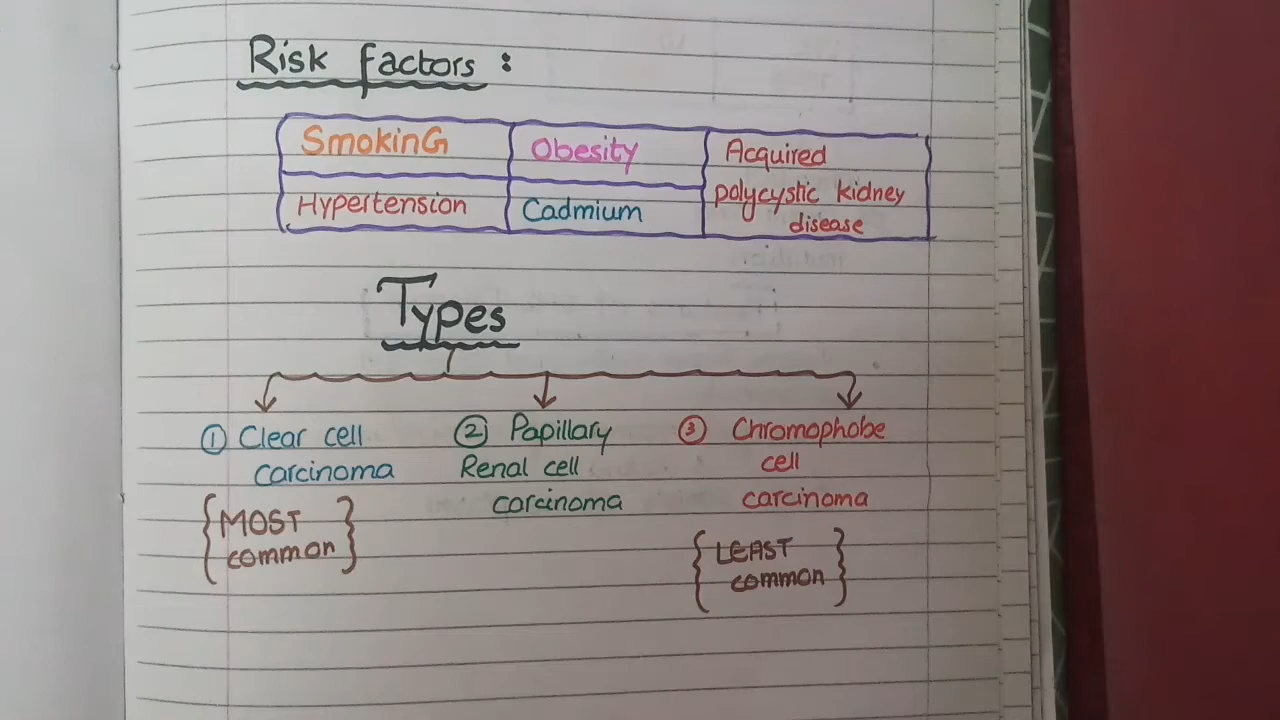 Risk factors :
SmokinG
Obesity
Acquired
polycystic kidney
disease
Hypertension
Cadmium
Types
① Clear cell
carcinoma
{MOST
common}
② Papillary
Renal cell
carcinoma
③ Chromophobe
cell
carcinoma
{LEAST
common}